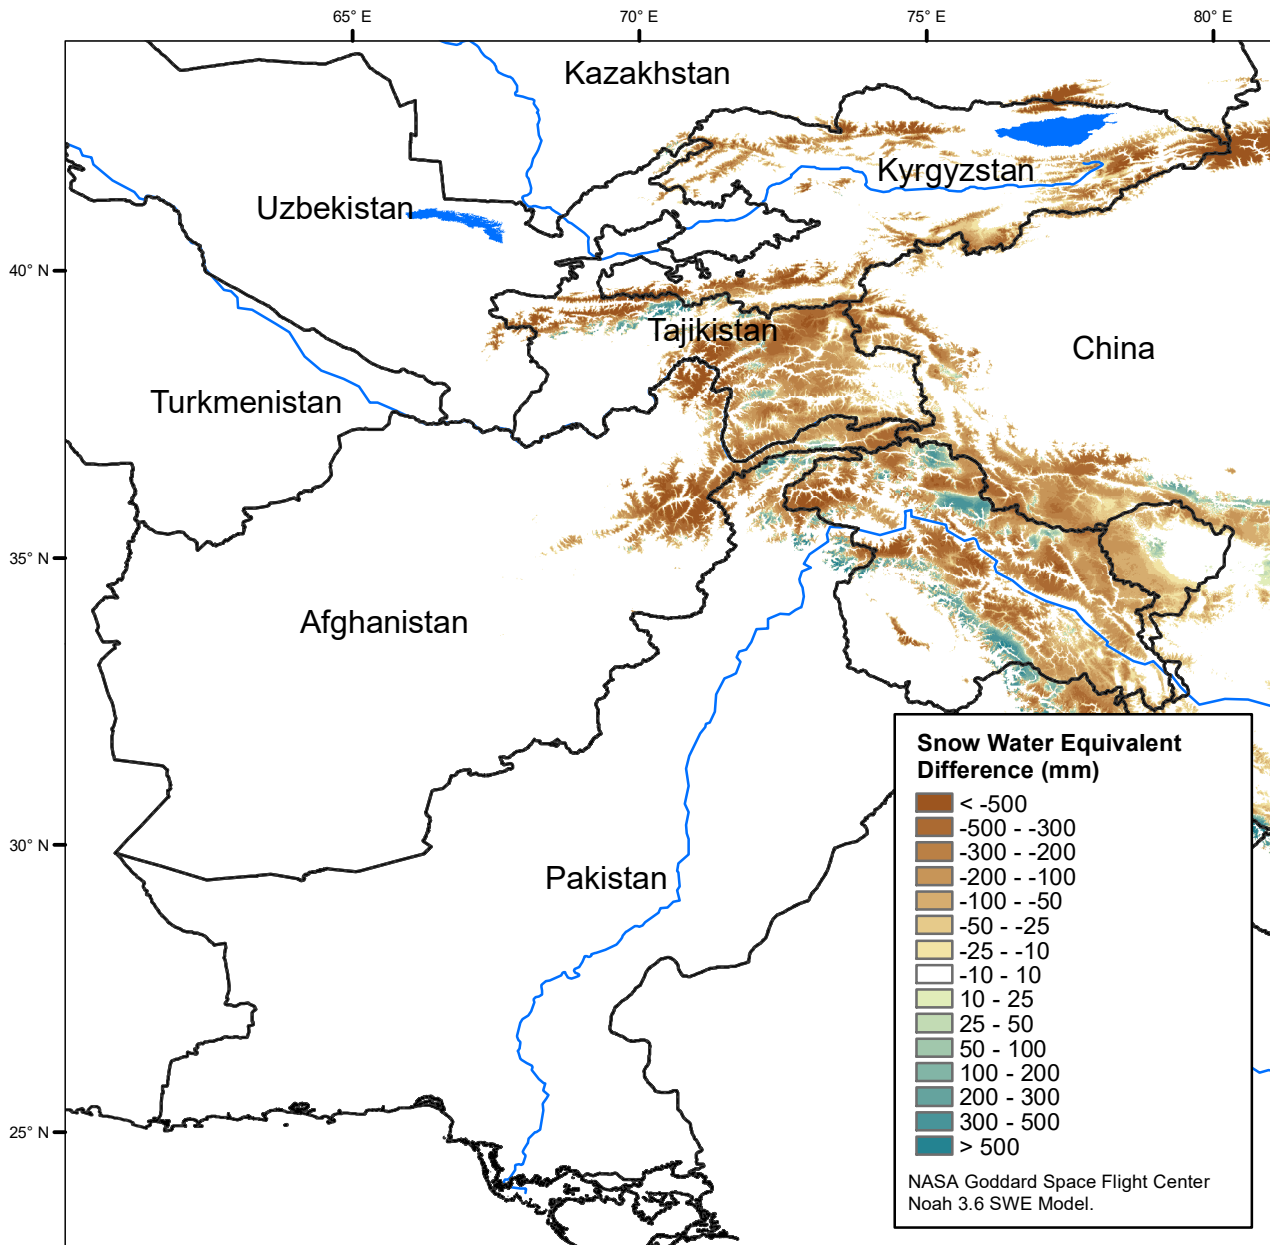 65° E
70° E
75° E
80° E
Kazakhstan
Kyrgyzstan
Uzbekistan
40° N
Tajikistan
China
Turkmenistan
35° N
Afghanistan
Snow Water Equivalent
Difference (mm)
< -500
-500 - -300
-300 - -200
-200 - -100
-100 - -50
-50 - -25
-25 - -10
-10 - 10
10 - 25
25 - 50
50 - 100
100 - 200
200 - 300
300 - 500
> 500
NASA Goddard Space Flight Center
Noah 3.6 SWE Model.
30° N
Pakistan
25° N